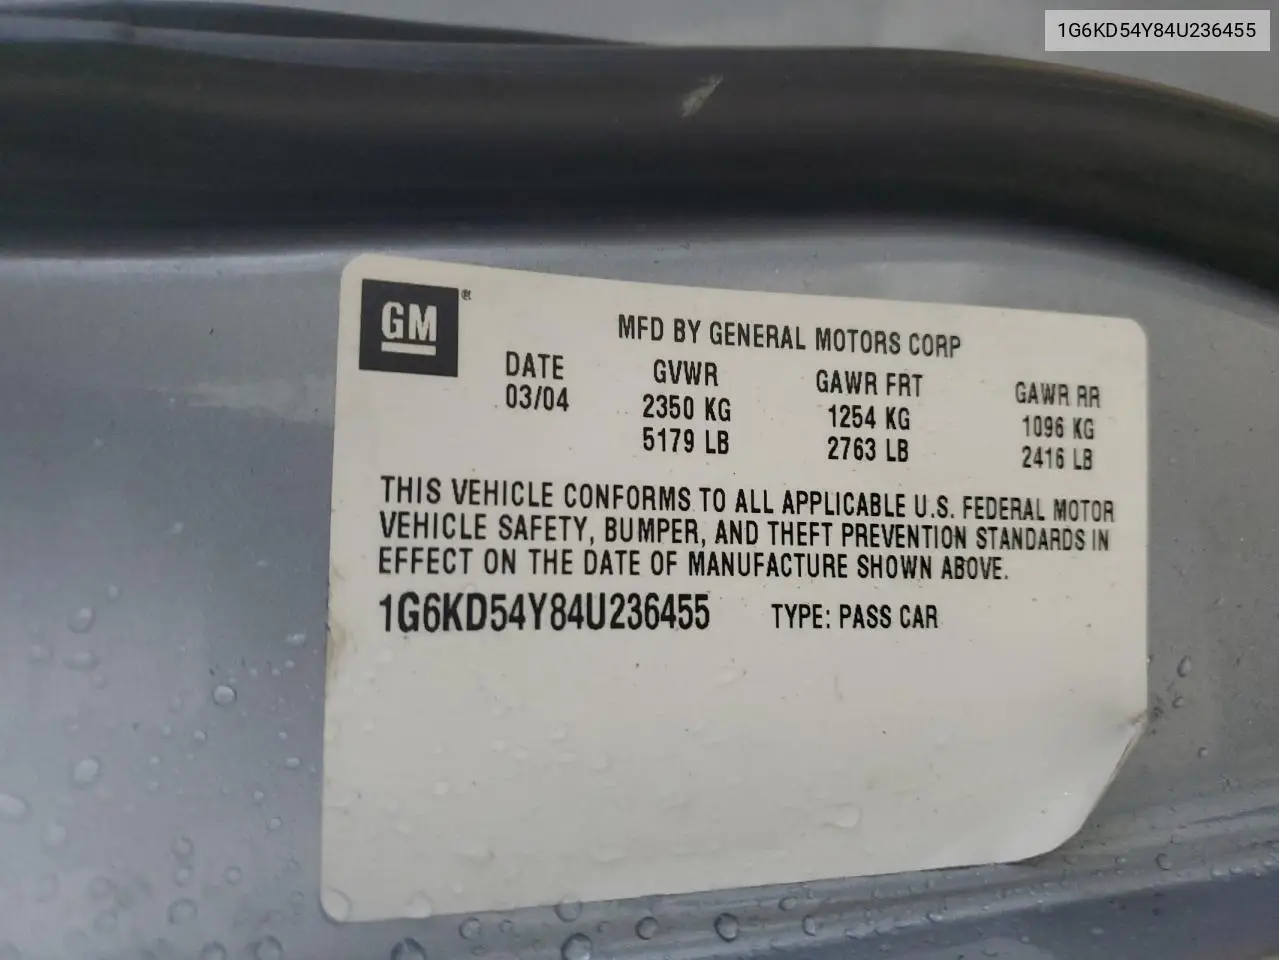 1G6KD54Y84U236455
GM ®
MFD BY GENERAL MOTORS CORP
DATE GVWR GAWR FRT GAWR RR
03/04 2350 KG 1254 KG 1096 KG
5179 LB 2763 LB 2416 LB
THIS VEHICLE CONFORMS TO ALL APPLICABLE U.S. FEDERAL MOTOR
VEHICLE SAFETY, BUMPER, AND THEFT PREVENTION STANDARDS IN
EFFECT ON THE DATE OF MANUFACTURE SHOWN ABOVE.
1G6KD54Y84U236455 TYPE: PASS CAR